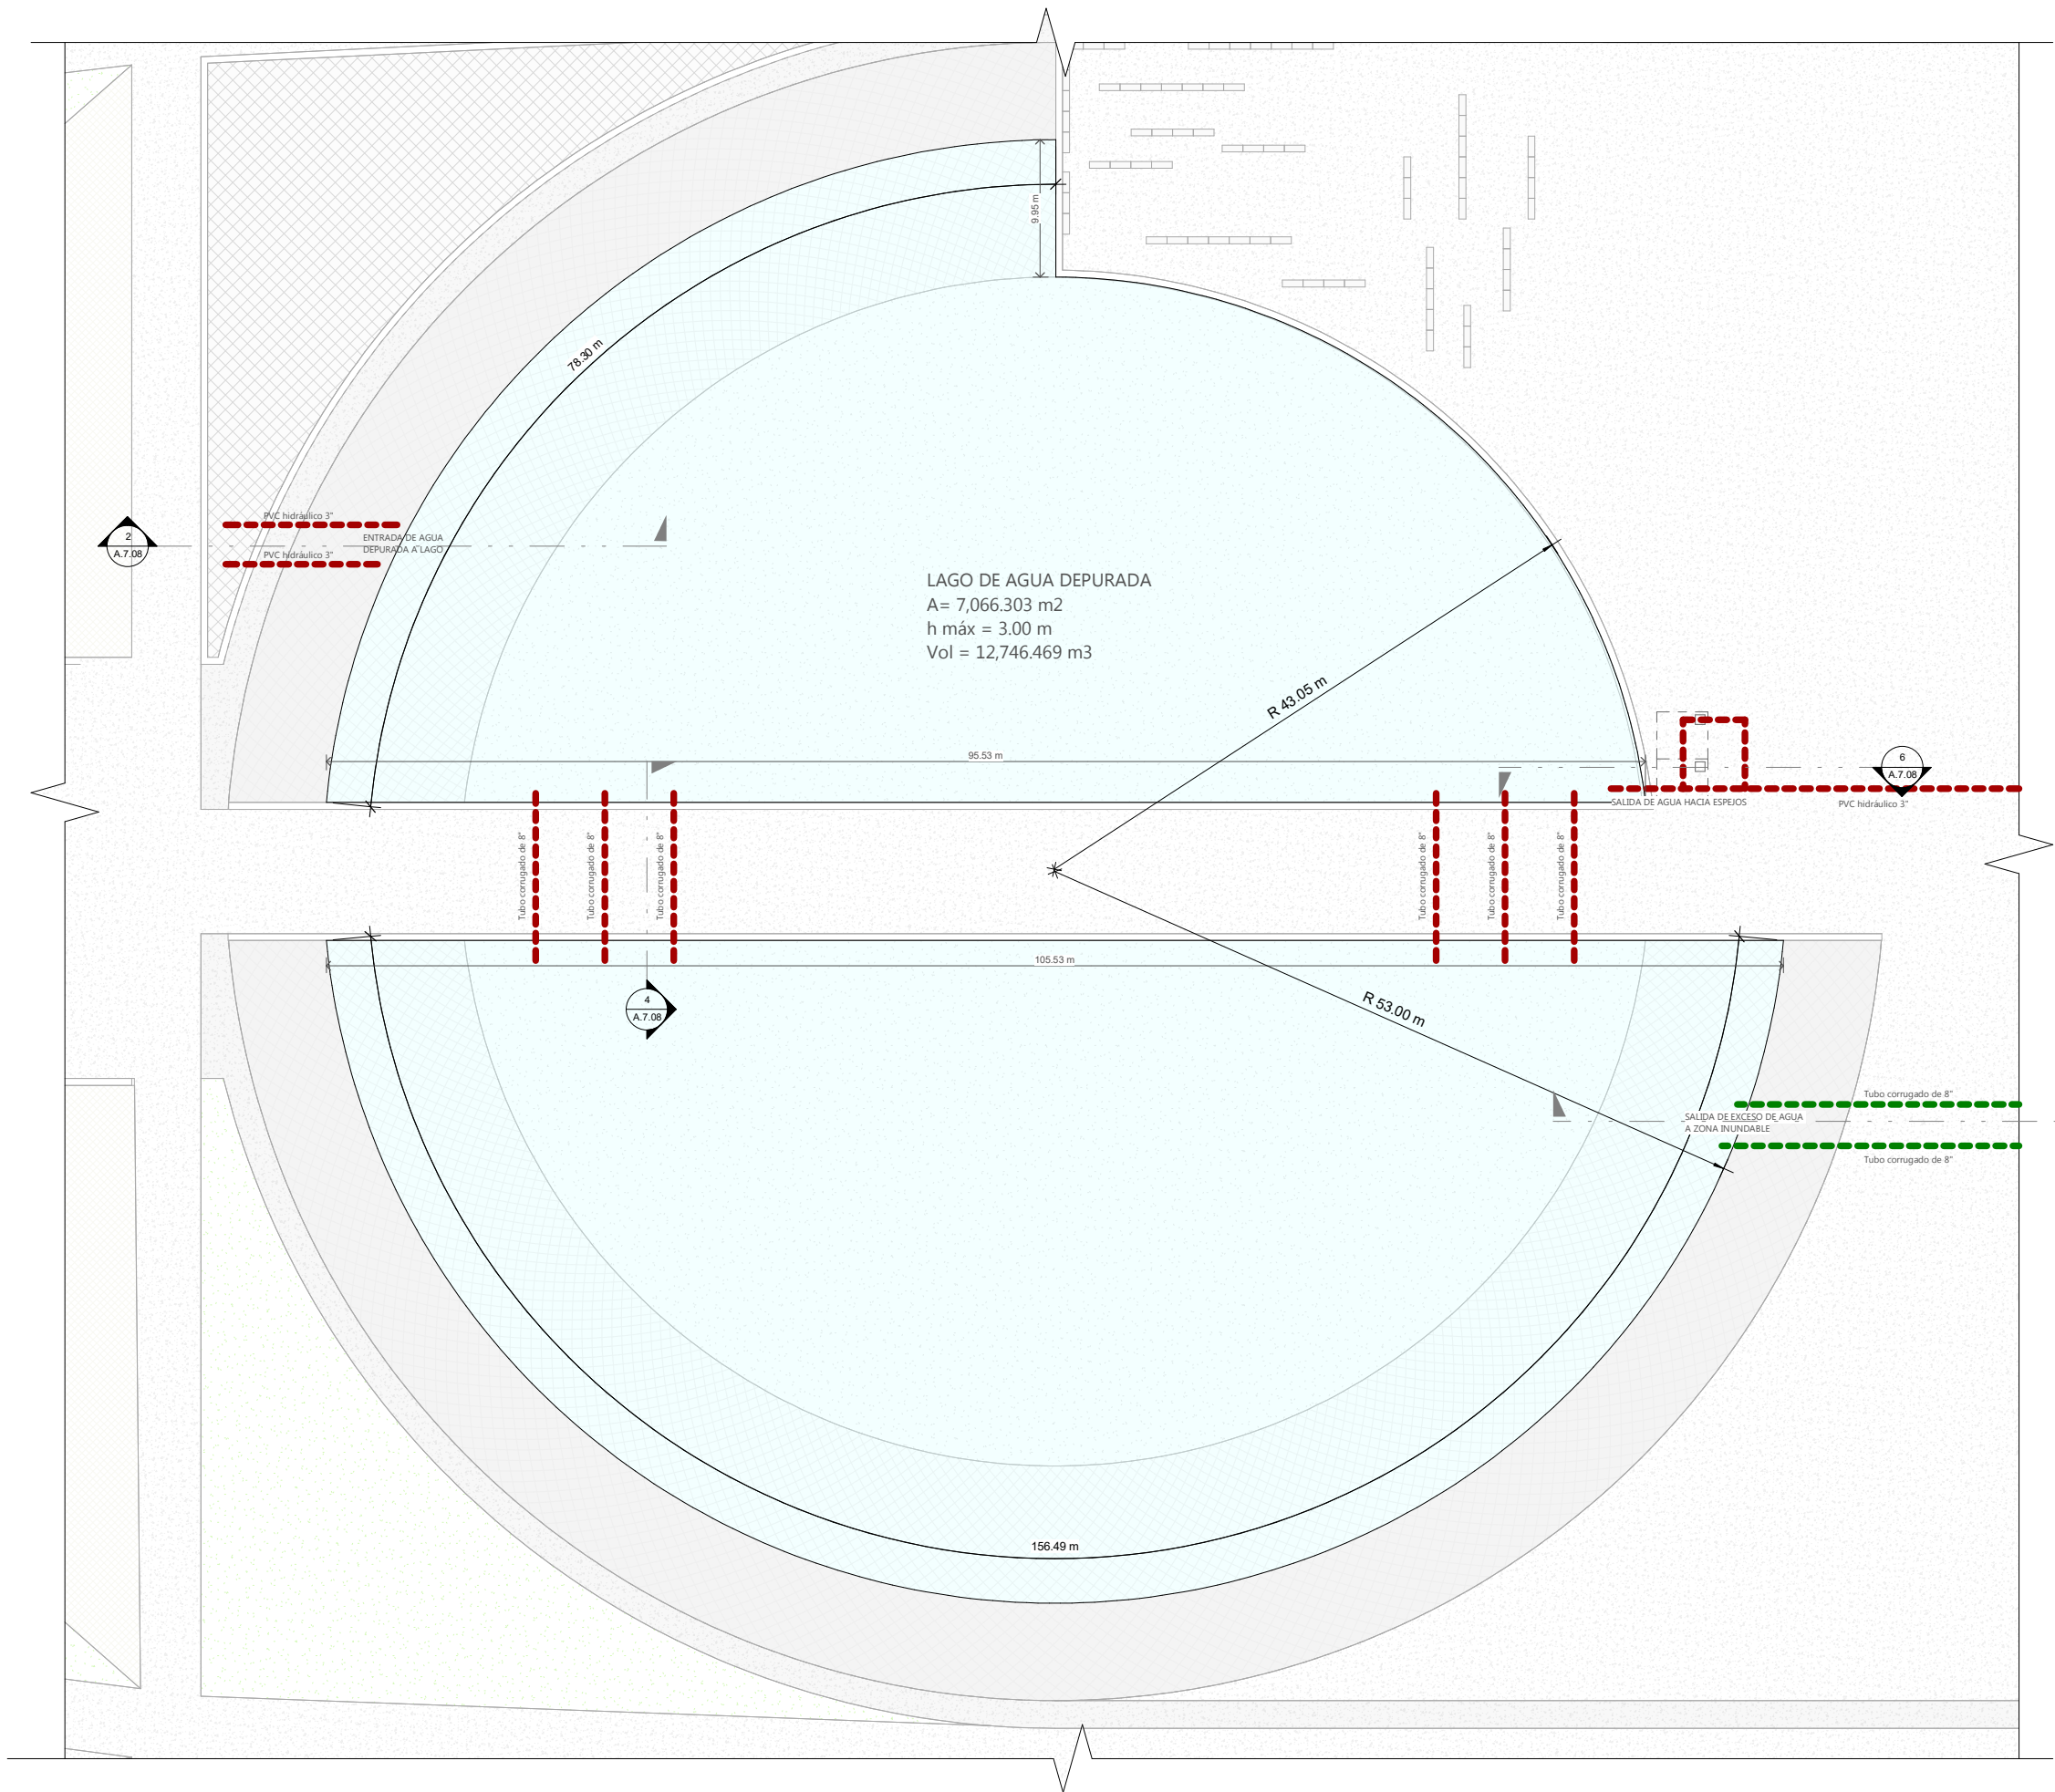 9.95 m
78.30 m
PVC hidráulico 3"
2
A.7.08
ENTRADA DE AGUA
DEPURADA A LAGO
PVC hidráulico 3"
LAGO DE AGUA DEPURADA
A= 7,066.303 m2
h máx = 3.00 m
Vol = 12,746.469 m3
R 43.05 m
95.53 m
6
A.7.08
SALIDA DE AGUA HACIA ESPEJOS
PVC hidráulico 3"
Tubo corrugado de 8"
Tubo corrugado de 8"
Tubo corrugado de 8"
Tubo corrugado de 8"
Tubo corrugado de 8"
Tubo corrugado de 8"
105.53 m
4
A.7.08
R 53.00 m
Tubo corrugado de 8"
SALIDA DE EXCESO DE AGUA
A ZONA INUNDABLE
Tubo corrugado de 8"
156.49 m